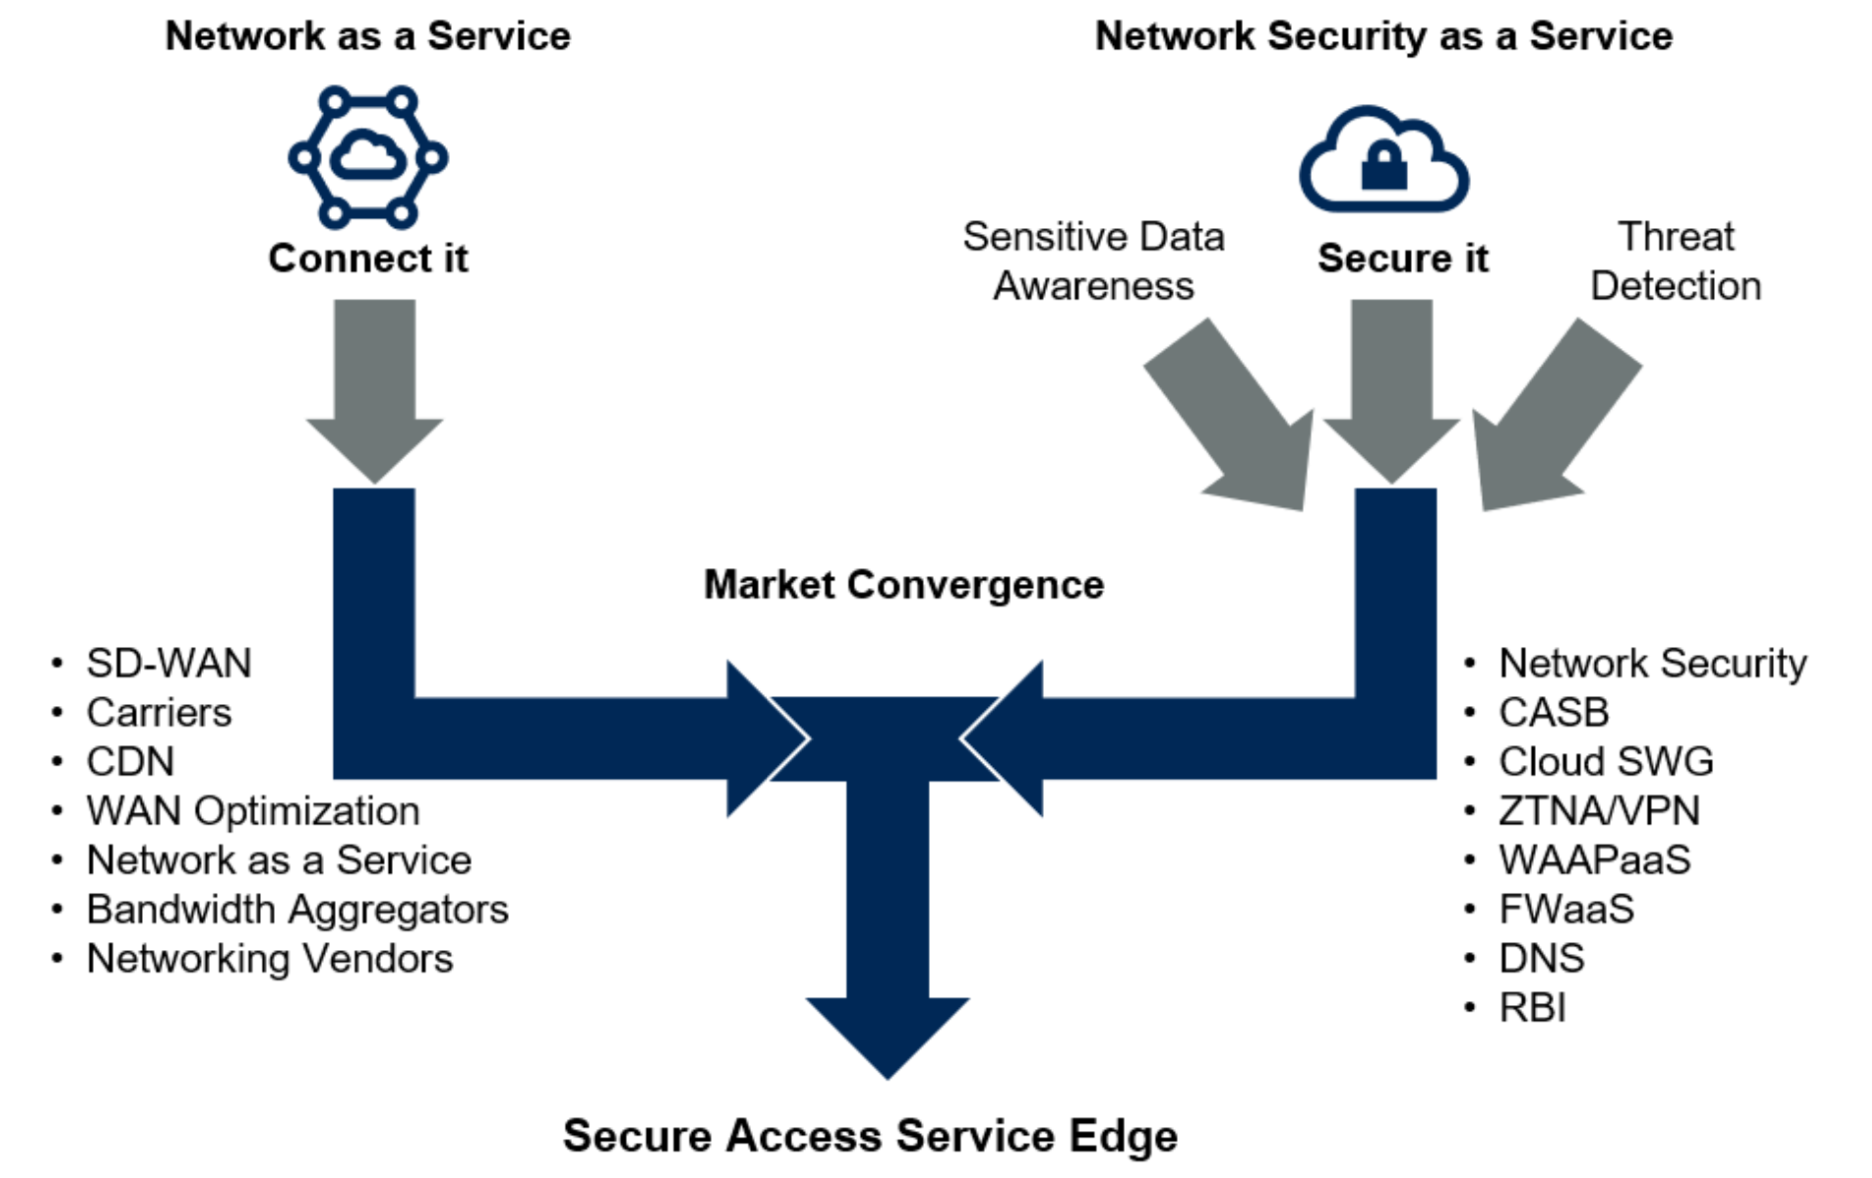 Network as a Service
Network Security as a Service
Connect it
Sensitive Data
Awareness
Secure it
Threat
Detection
Market Convergence
• SD-WAN
• Carriers
• CDN
• WAN Optimization
• Network as a Service
• Bandwidth Aggregators
• Networking Vendors
• Network Security
• CASB
• Cloud SWG
• ZTNA/VPN
• WAAPaaS
• FWaaS
• DNS
• RBI
Secure Access Service Edge